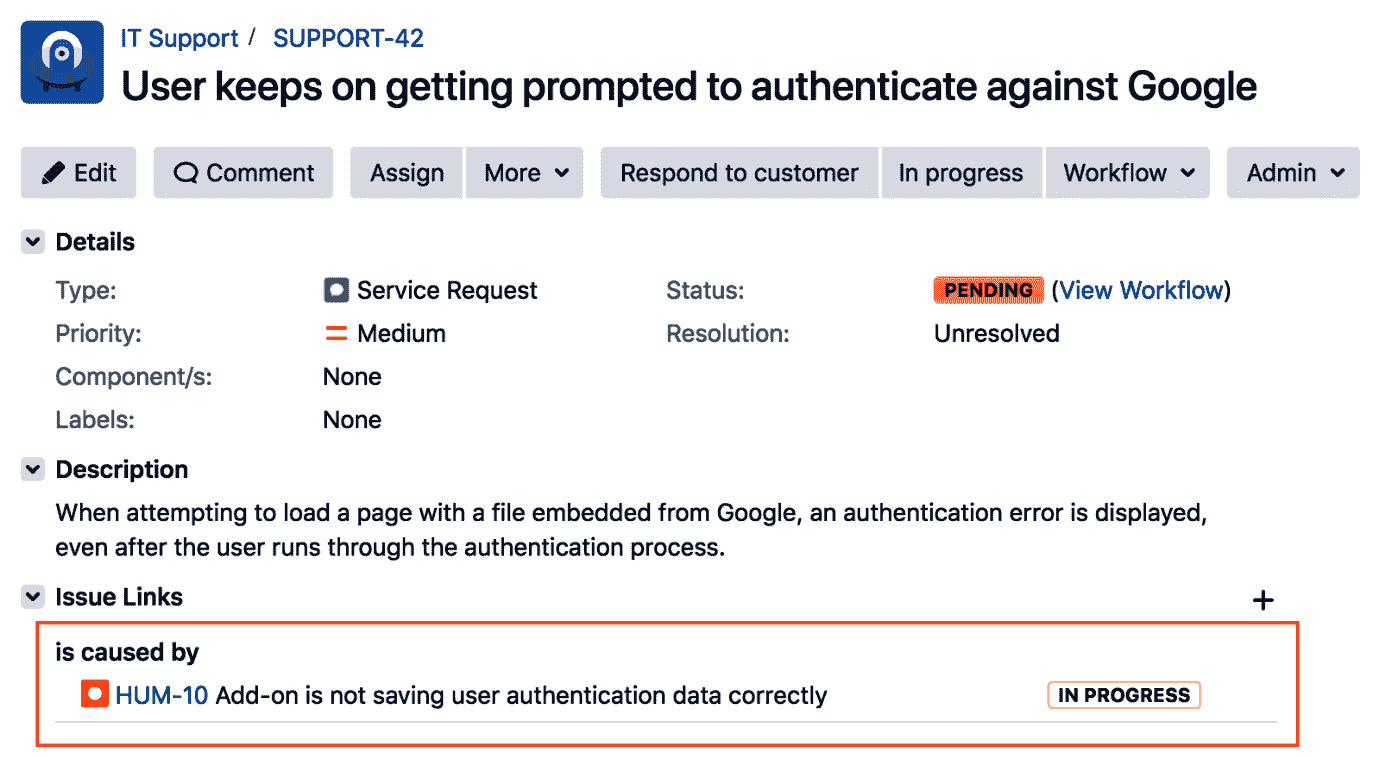 IT Support / SUPPORT-42
User keeps on getting prompted to authenticate against Google
Edit Comment Assign More Respond to customer In progress Workflow Admin
Details
Type: Service Request Status: PENDING (View Workflow)
Priority: Medium Resolution: Unresolved
Component/s: None
Labels: None
Description
When attempting to load a page with a file embedded from Google, an authentication error is displayed,
even after the user runs through the authentication process.
Issue Links +
is caused by
HUM-10 Add-on is not saving user authentication data correctly IN PROGRESS